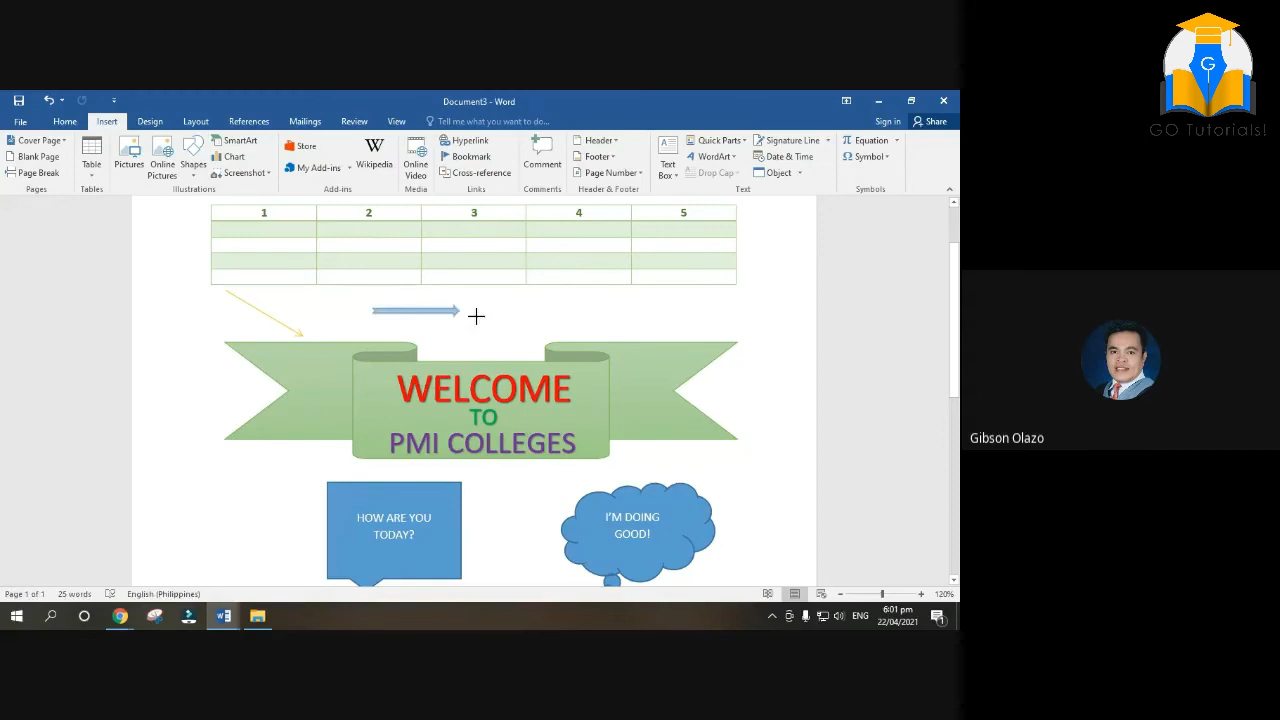 G
GO Tutorials!
Document3 - Word
File Home Insert Design Layout References Mailings Review View Tell me what you want to do... Sign in Share
Cover Page
Blank Page
Page Break
Pages
Table
Tables
Pictures
Online Pictures
Shapes
SmartArt
Chart
Screenshot
Illustrations
Store
My Add-ins
W
Wikipedia
Add-ins
Online Video
Media
Hyperlink
Bookmark
Cross-reference
Links
Comment
Comments
Header
Footer
Page Number
Header & Footer
Text Box
Quick Parts
WordArt
Drop Cap
Signature Line
Date & Time
Object
Text
Equation
Symbol
Symbols
1 2 3 4 5
WELCOME
TO
PMI COLLEGES
HOW ARE YOU
TODAY?
I'M DOING
GOOD!
Gibson Olazo
Page 1 of 1 25 words English (Philippines) 120%
ENG
6:01 pm
22/04/2021
1